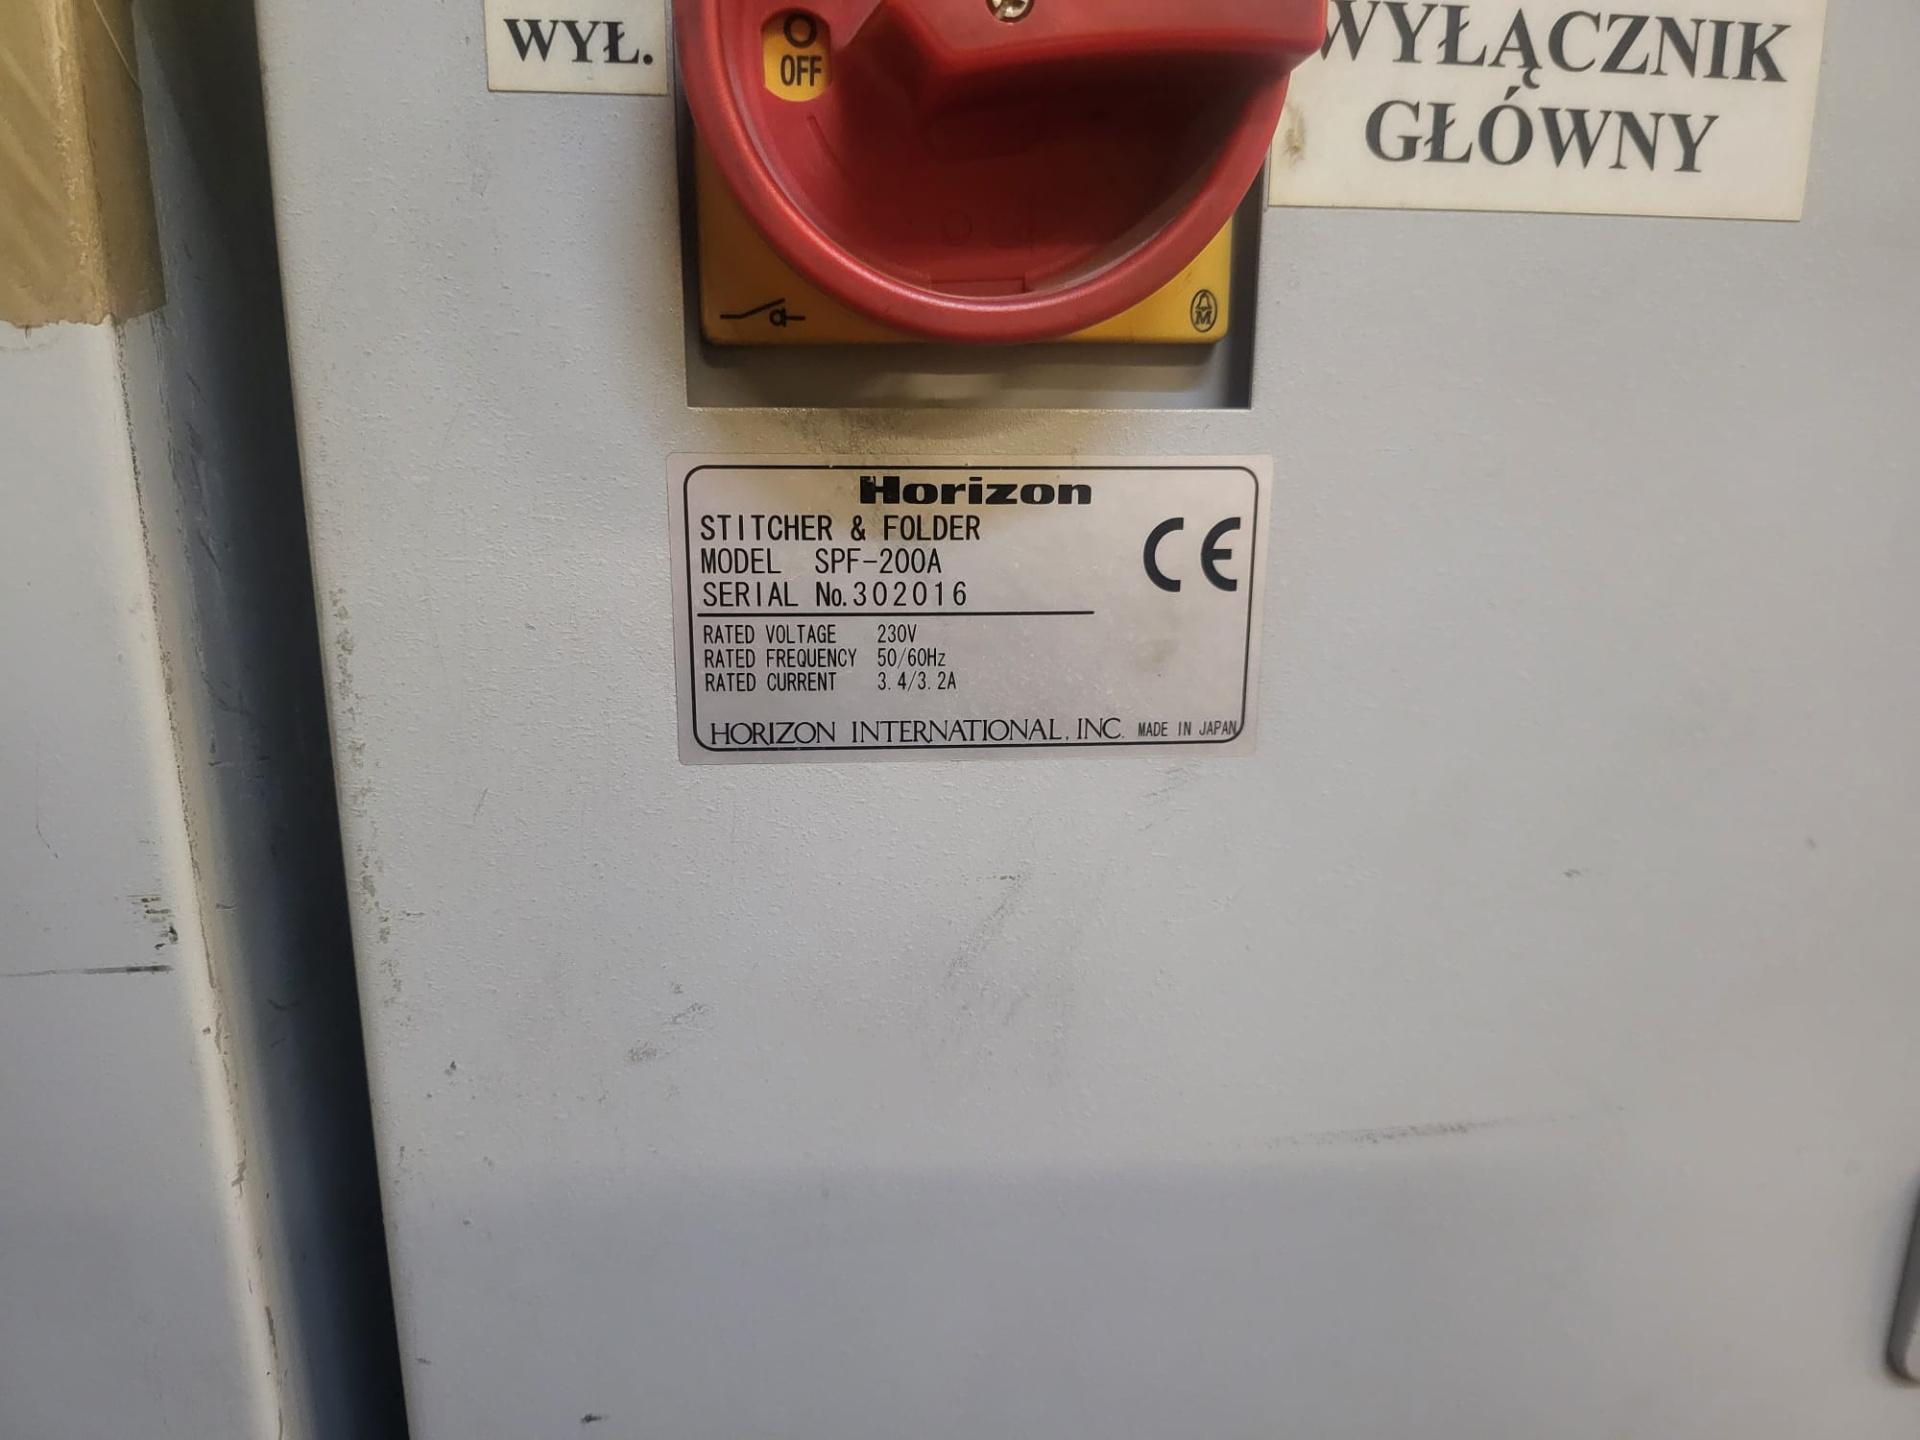 WYŁ.
O
OFF
WYŁĄCZNIK
GŁÓWNY
Horizon
STITCHER & FOLDER
CE
MODEL SPF-200A
SERIAL No.302016
RATED VOLTAGE 230V
RATED FREQUENCY 50/60Hz
RATED CURRENT 3.4/3.2A
HORIZON INTERNATIONAL, INC. MADE IN JAPAN